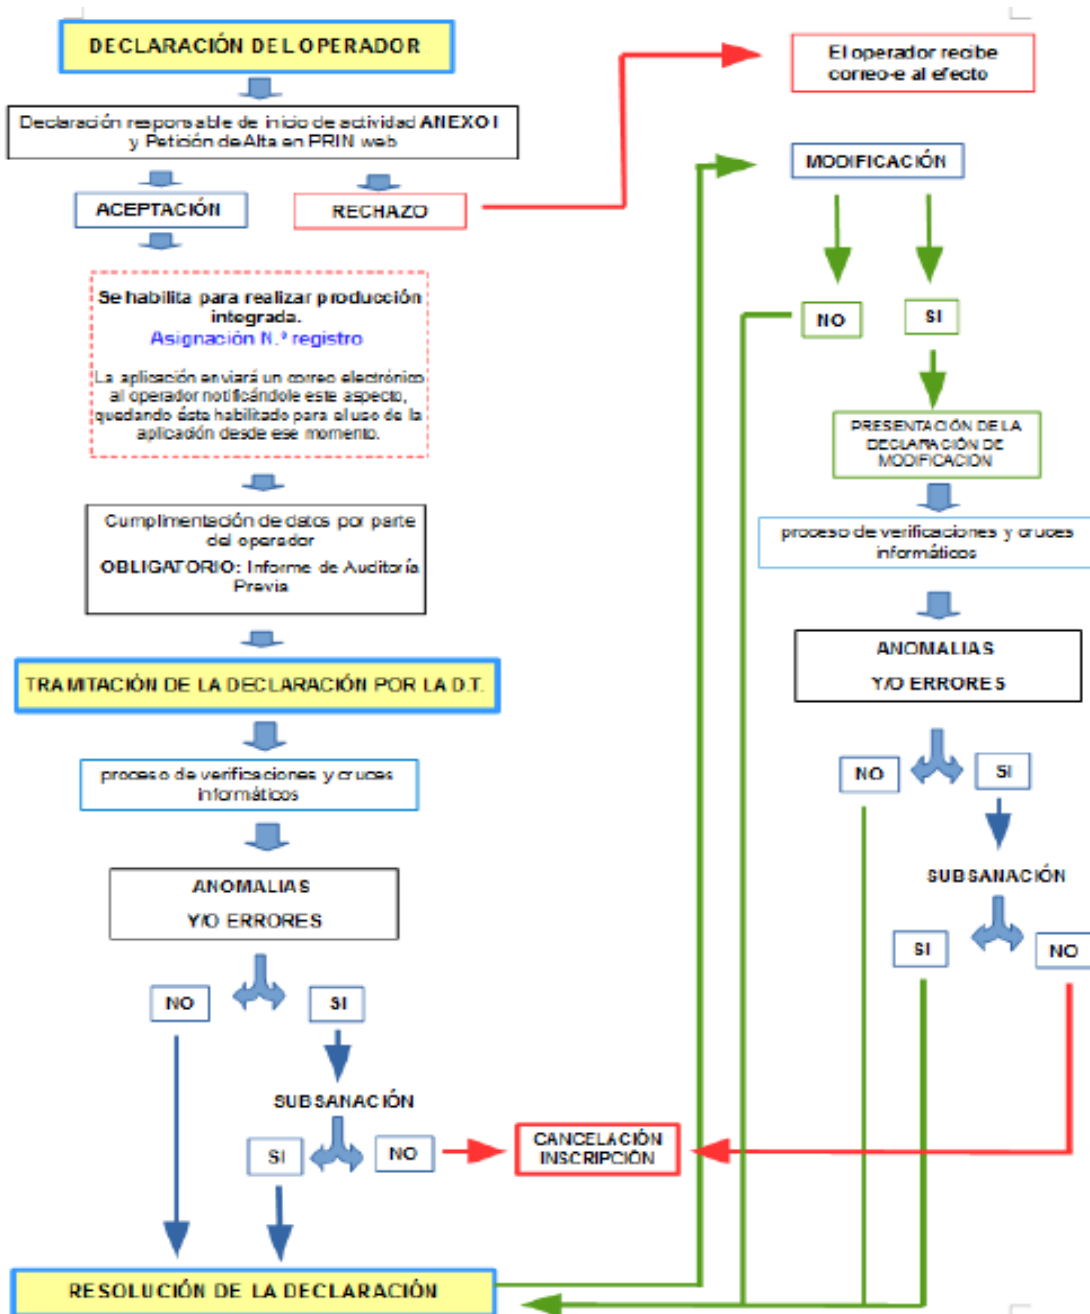 DECLARACIÓN DEL OPERADOR
Declaración responsable de inicio de actividad ANEXO I
y Petición de Alta en PRIN web
ACEPTACIÓN
RECHAZO
Se habilita para realizar producción
integrada.
Asignación N.º registro
La aplicación enviará un correo electrónico
al operador notificándole este aspecto,
quedando éste habilitado para el uso de la
aplicación desde ese momento.
Cumplimentación de datos por parte
del operador
OBLIGATORIO: Informe de Auditoría
Previa
TRAMITACIÓN DE LA DECLARACIÓN POR LA D.T.
proceso de verificaciones y cruces
informáticos
ANOMALIAS
Y/O ERRORES
NO
SI
SUBSANACIÓN
SI
NO
CANCELACIÓN
INSCRIPCIÓN
RESOLUCIÓN DE LA DECLARACIÓN
El operador recibe
correo-e al efecto
MODIFICACIÓN
NO
SI
PRESENTACIÓN DE LA
DECLARACIÓN DE
MODIFICACION
proceso de verificaciones y cruces
informáticos
ANOMALIAS
Y/O ERRORES
NO
SI
SUBSANACIÓN
SI
NO